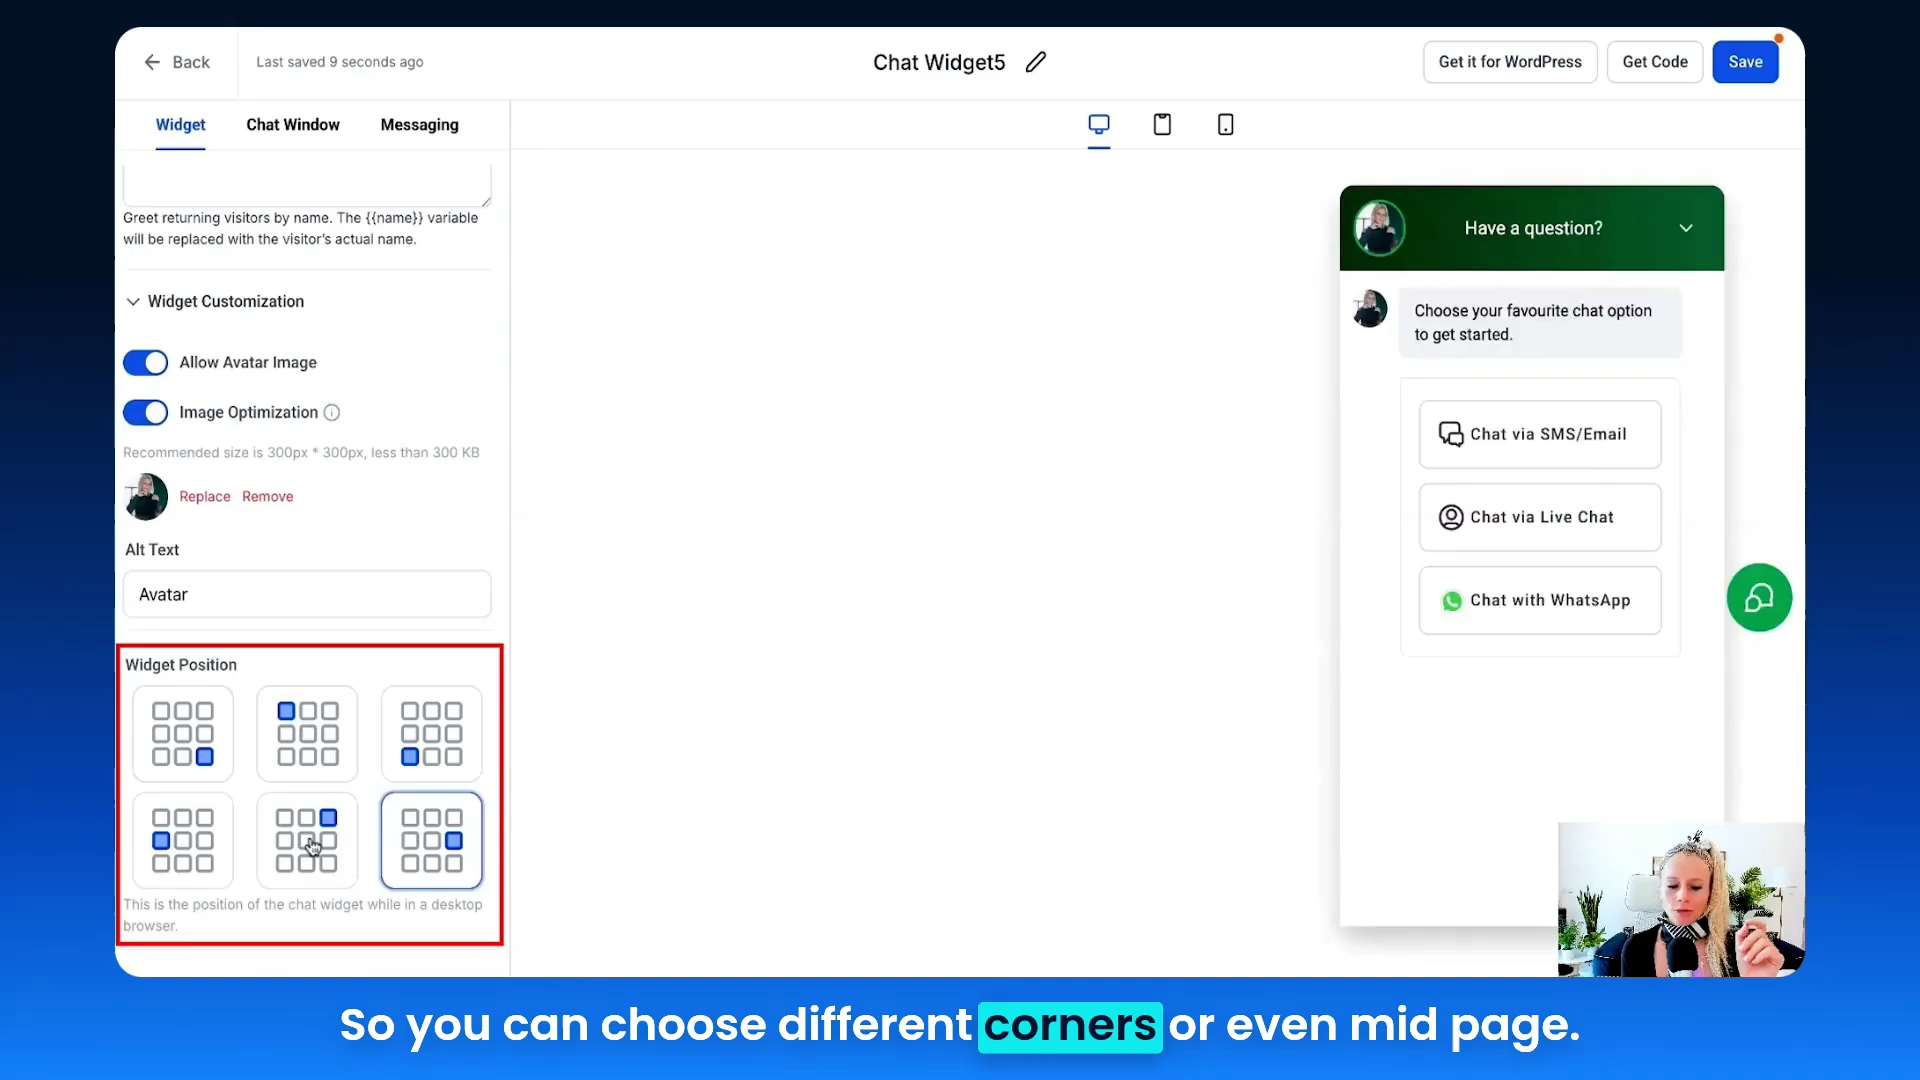 Back
Last saved 9 seconds ago
Chat Widget5
Get it for WordPress
Get Code
Save
Widget
Chat Window
Messaging
Greet returning visitors by name. The {{name}} variable
will be replaced with the visitor's actual name.
Widget Customization
Allow Avatar Image
Image Optimization
Recommended size is 300px * 300px, less than 300 KB
Replace
Remove
Alt Text
Avatar
Widget Position
This is the position of the chat widget while in a desktop
browser.
Have a question?
Choose your favourite chat option
to get started.
Chat via SMS/Email
Chat via Live Chat
Chat with WhatsApp
So you can choose different corners or even mid page.